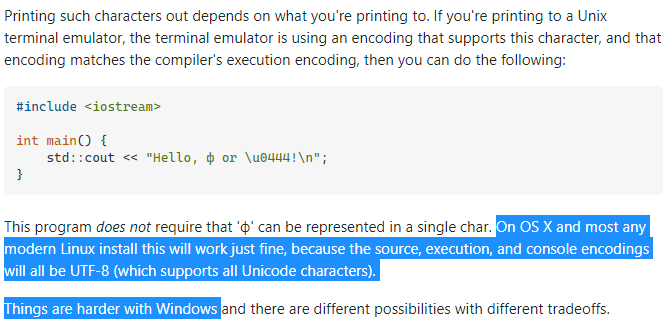 Printing such characters out depends on what you're printing to. If you're printing to a Unix
terminal emulator, the terminal emulator is using an encoding that supports this character, and that
encoding matches the compiler's execution encoding, then you can do the following:
#include <iostream>
int main() {
    std::cout << "Hello, ф or \u0444!\n";
}
This program does not require that 'ф' can be represented in a single char. On OS X and most any
modern Linux install this will work just fine, because the source, execution, and console encodings
will all be UTF-8 (which supports all Unicode characters).
Things are harder with Windows and there are different possibilities with different tradeoffs.